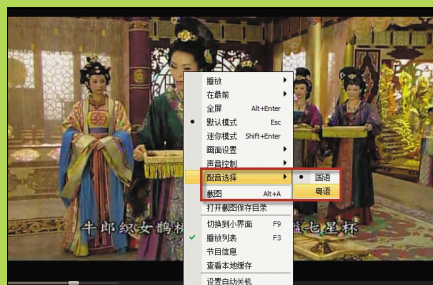 播放
在最前
全屏 Alt+Enter
默认模式 Esc
迷你模式 Shift+Enter
画面设置
声音控制
配音选择
国语
粤语
截图 Alt+A
打开截图保存目录
牛郎织女鹊桥
七星杯
切换到小界面 F9
播放列表 F3
节目信息
查看本地缓存
设置自动关机